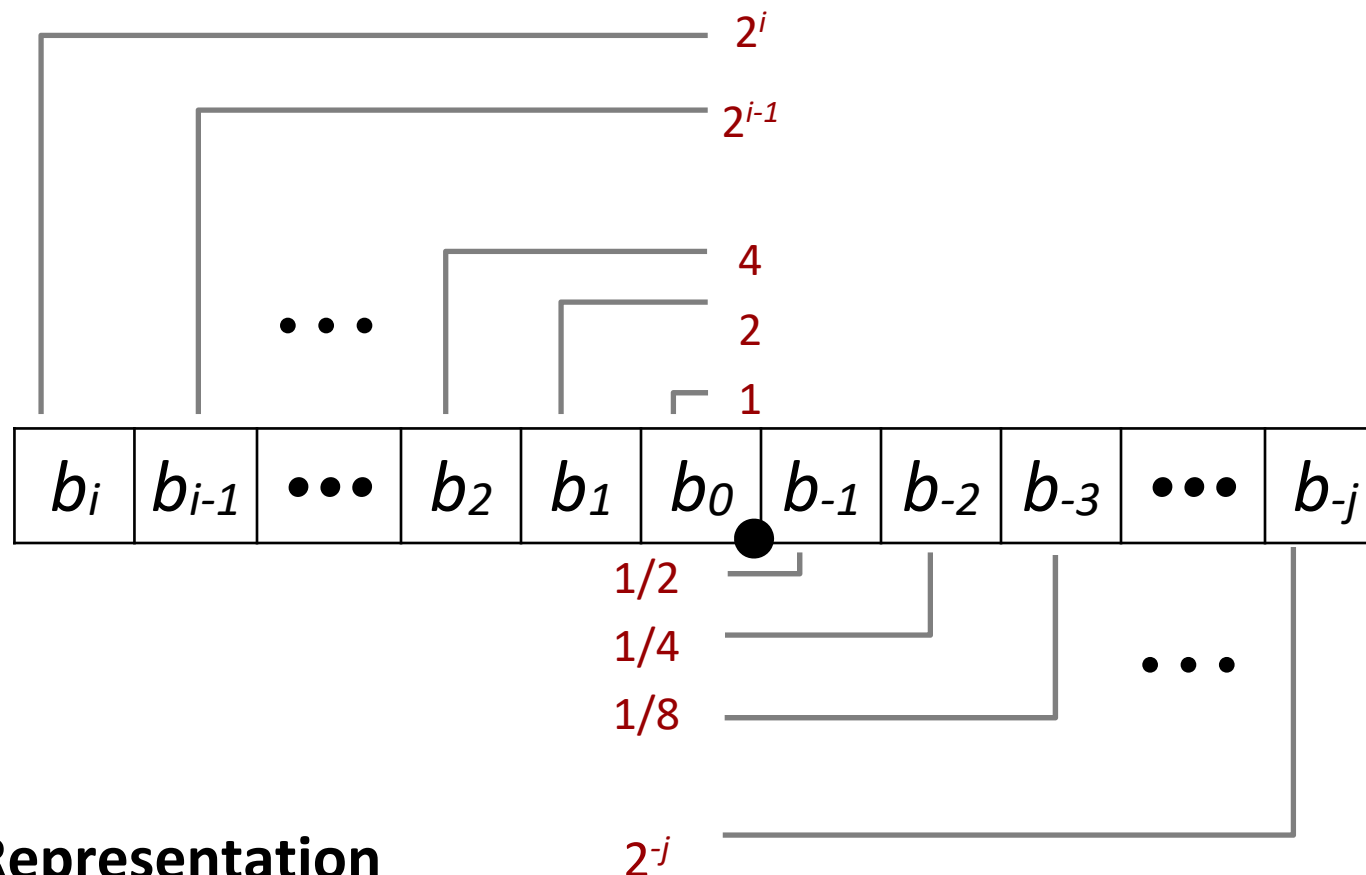 2^i
2^{i-1}
4
2
1
b_i b_{i-1} ••• b_2 b_1 b_0 b_{-1} b_{-2} b_{-3} ••• b_{-j}
1/2
1/4
1/8
Representation
2^{-j}